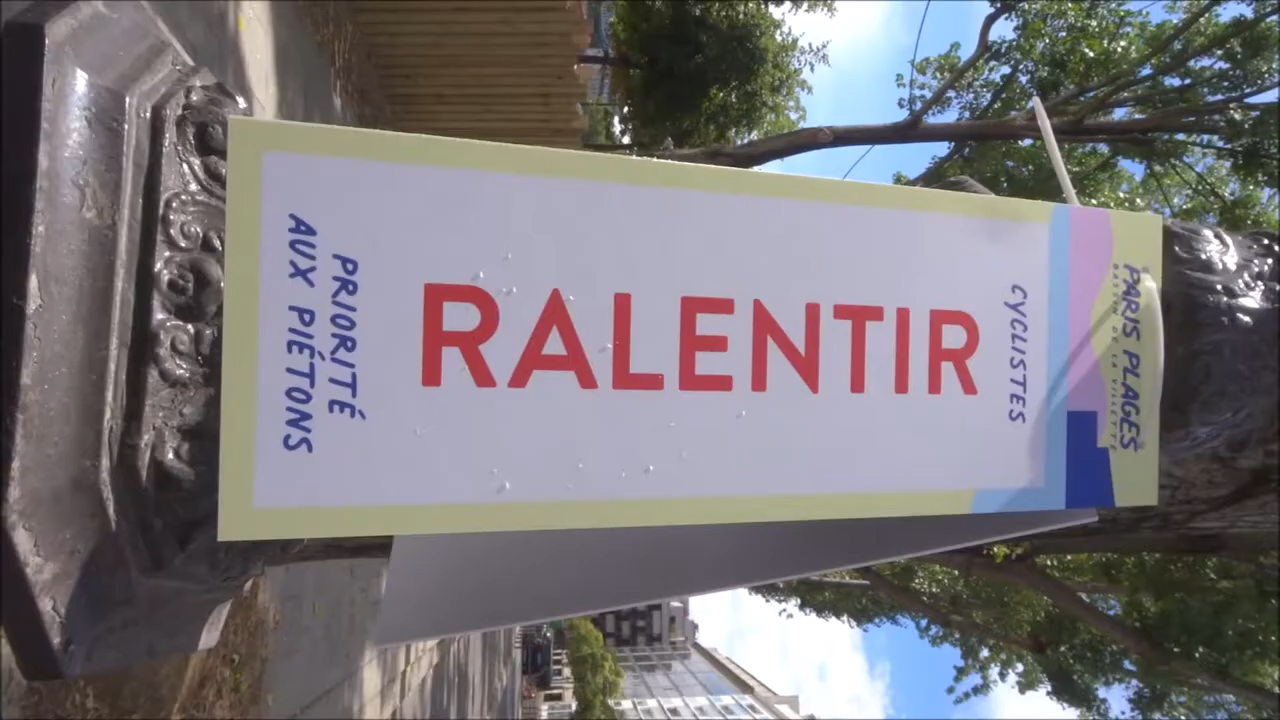 PARIS PLAGES
BASSIN DE LA VILLETTE
CYCLISTES
RALENTIR
PRIORITÉ
AUX PIÉTONS